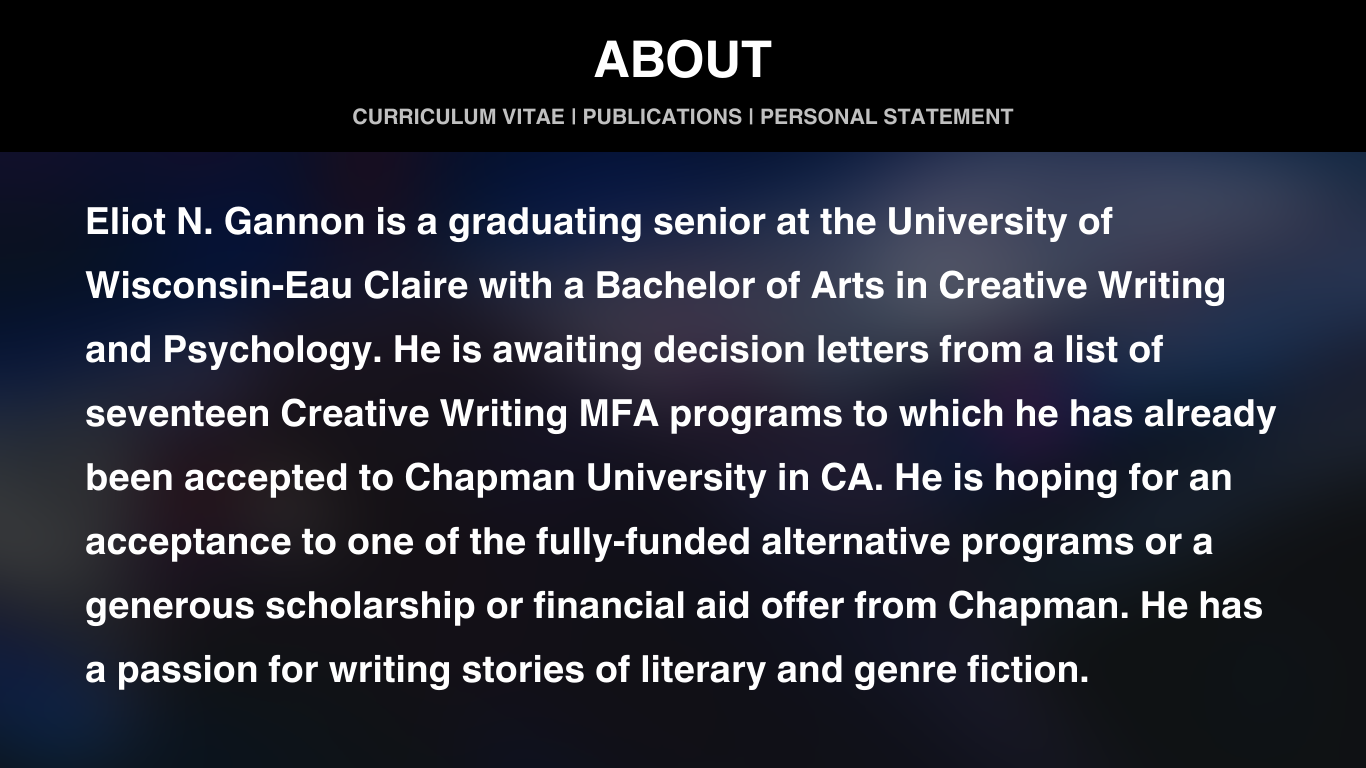 ABOUT
CURRICULUM VITAE | PUBLICATIONS | PERSONAL STATEMENT
Eliot N. Gannon is a graduating senior at the University of
Wisconsin-Eau Claire with a Bachelor of Arts in Creative Writing
and Psychology. He is awaiting decision letters from a list of
seventeen Creative Writing MFA programs to which he has already
been accepted to Chapman University in CA. He is hoping for an
acceptance to one of the fully-funded alternative programs or a
generous scholarship or financial aid offer from Chapman. He has
a passion for writing stories of literary and genre fiction.